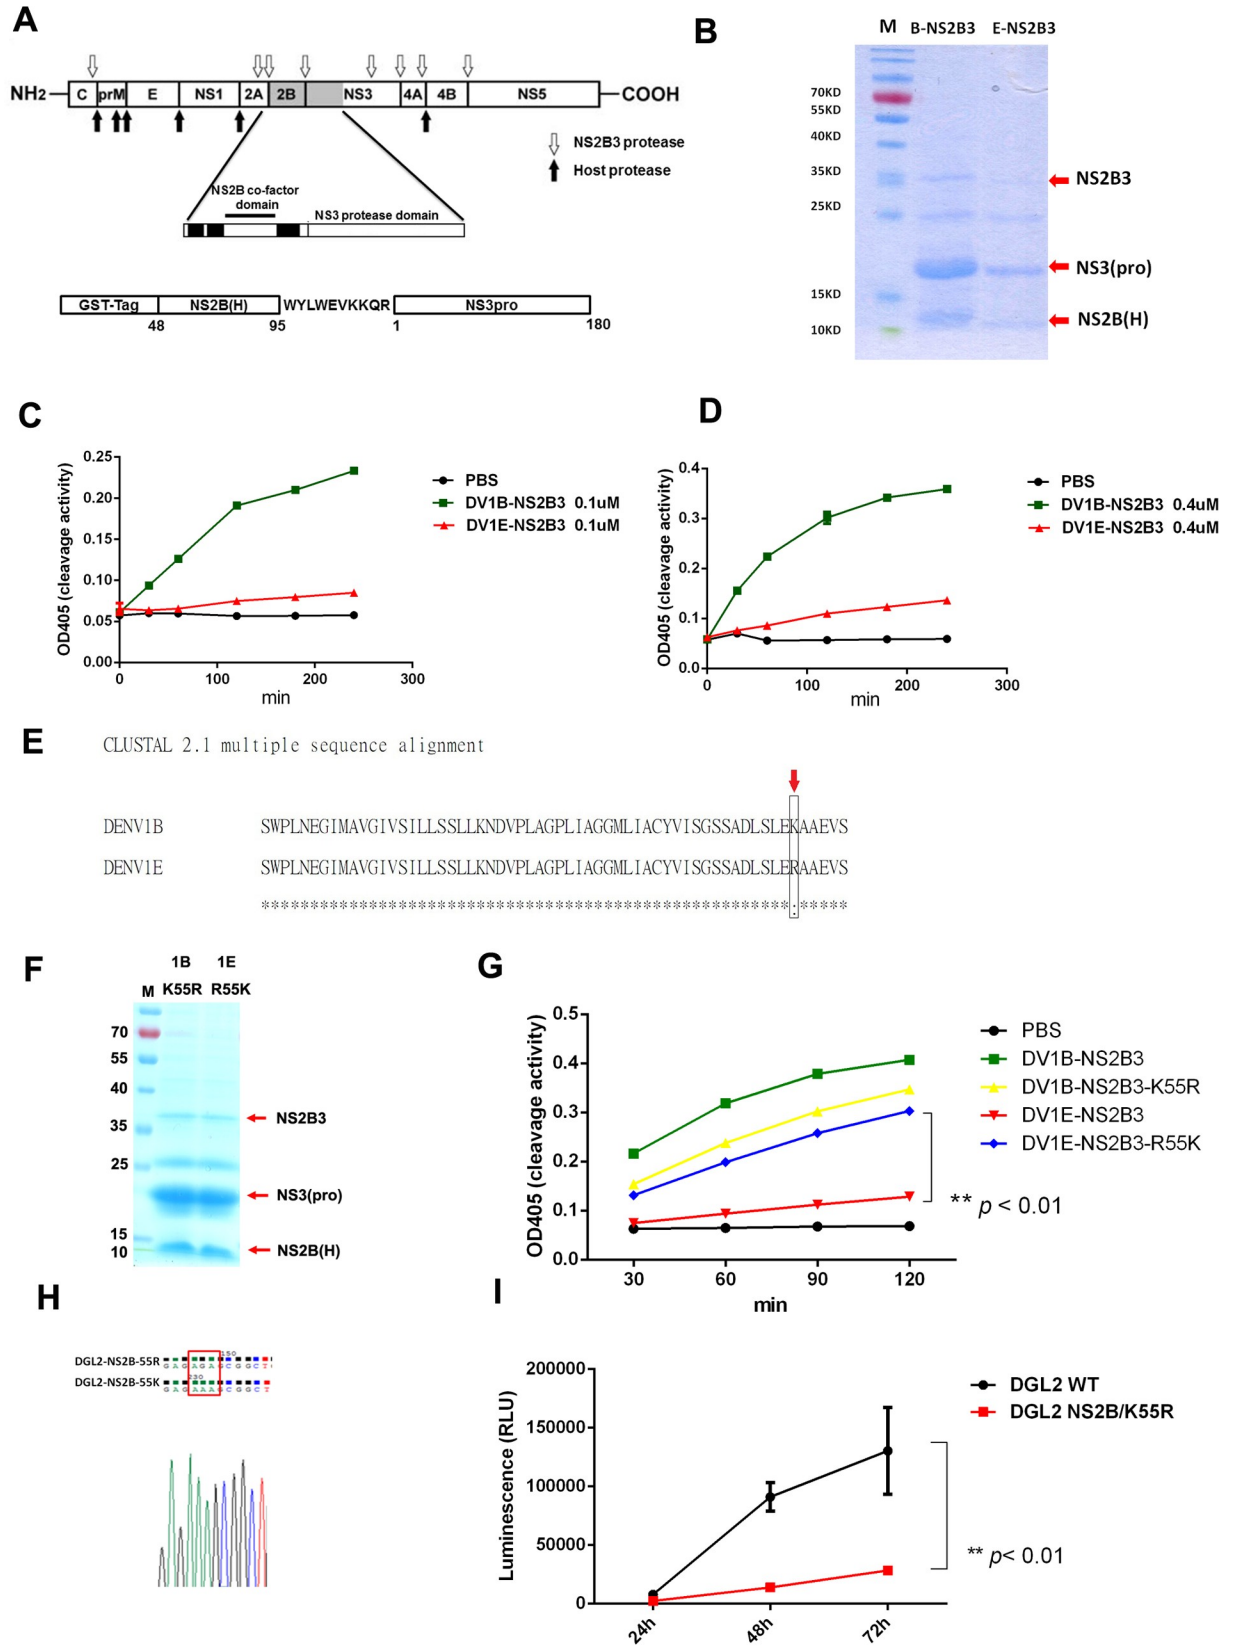 A
NH2 C prM E NS1 2A 2B NS3 4A 4B NS5 COOH
NS2B3 protease
Host protease
NS2B co-factor
domain
NS3 protease domain
GST-Tag NS2B(H) WYLWEVKKQR NS3pro
48 95 1 180
B
M B-NS2B3 E-NS2B3
70KD
55KD
40KD
35KD
25KD
15KD
10KD
NS2B3
NS3(pro)
NS2B(H)
C
OD405 (cleavage activity)
0.25
0.20
0.15
0.10
0.05
0.00
0 100 200 300
min
PBS
DV1B-NS2B3 0.1uM
DV1E-NS2B3 0.1uM
D
OD405 (cleavage activity)
0.4
0.3
0.2
0.1
0.0
0 100 200 300
min
PBS
DV1B-NS2B3 0.4uM
DV1E-NS2B3 0.4uM
E
CLUSTAL 2.1 multiple sequence alignment
DENV1B SWPLNEGIMAVGIVSILLSSLLKNDVPLAGPLIAGGMLIACYVISGSSADLSLEKAAEVS
DENV1E SWPLNEGIMAVGIVSILLSSLLKNDVPLAGPLIAGGMLIACYVISGSSADLSLERAAEVS
******************************************************:*****
F
1B 1E
M K55R R55K
70
55
40
35
25
15
10
NS2B3
NS3(pro)
NS2B(H)
G
OD405 (cleavage activity)
0.5
0.4
0.3
0.2
0.1
0.0
30 60 90 120
min
PBS
DV1B-NS2B3
DV1B-NS2B3-K55R
DV1E-NS2B3
DV1E-NS2B3-R55K
** p < 0.01
H
150
DGL2-NS2B-55R
G A G A G A G C G G C T
230
DGL2-NS2B-55K
G A G A A A G C G G C T
I
Luminescence (RLU)
200000
150000
100000
50000
0
24h 48h 72h
DGL2 WT
DGL2 NS2B/K55R
** p< 0.01